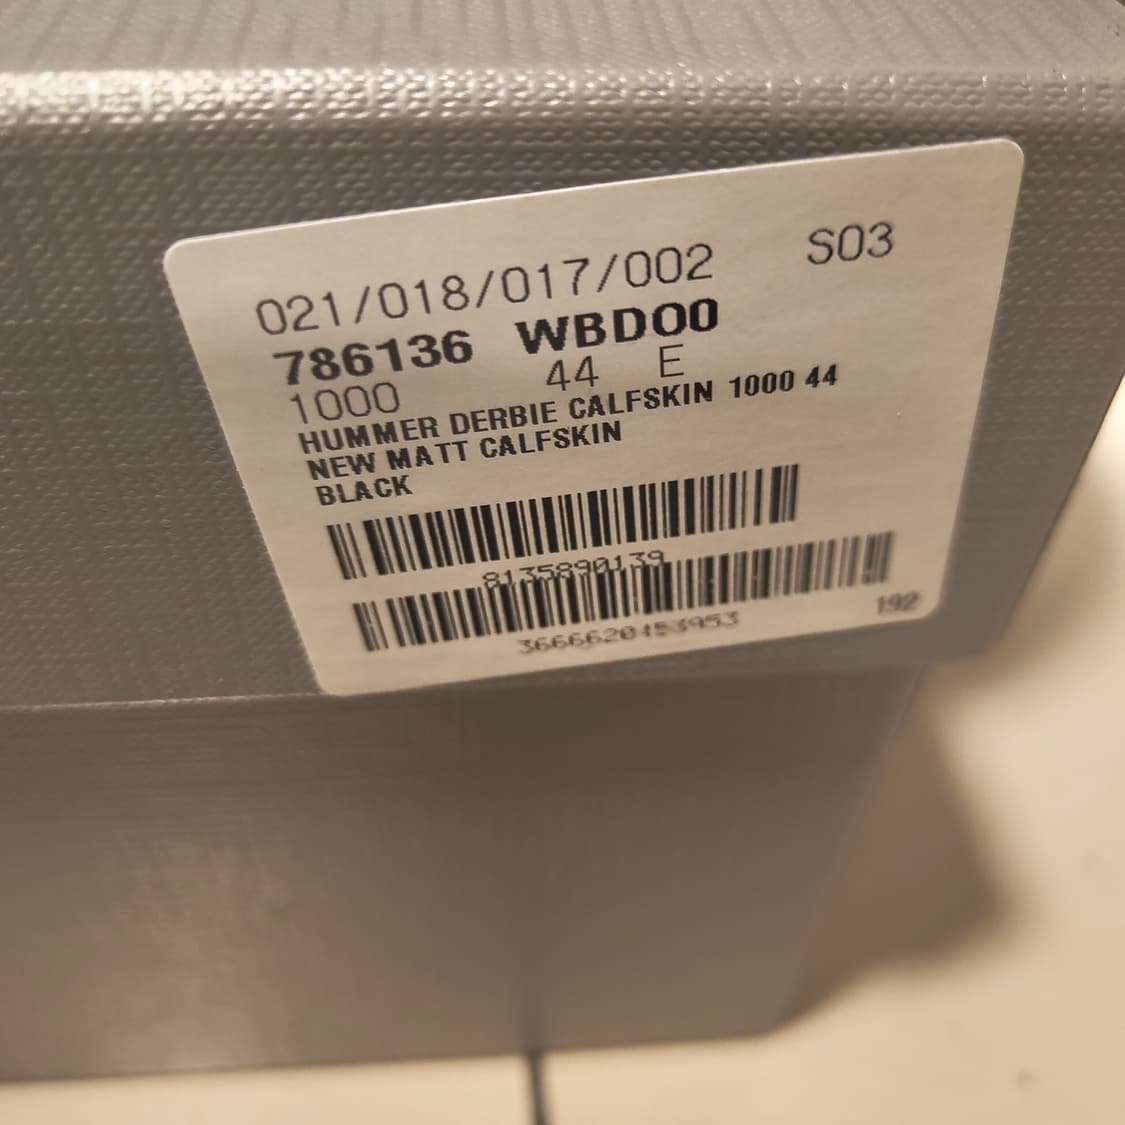 021/018/017/002 S03
786136 WBDO0
1000 44 E
HUMMER DERBIE CALFSKIN 1000 44
NEW MATT CALFSKIN
BLACK
8135890139
3666620453953
192